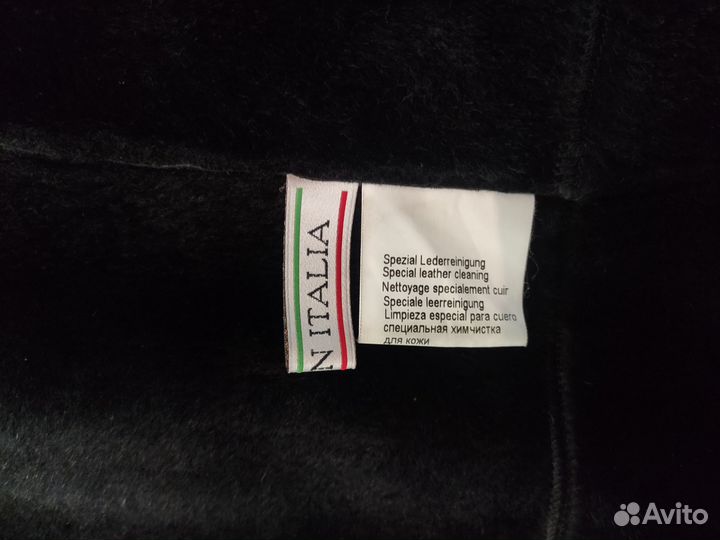 N ITALIA
Spezial Lederreinigung
Special leather cleaning
Nettoyage specialement cuir
Speciale leerreinigung
Limpieza especial para cuero
специальная химчистка
для кожи
Avito